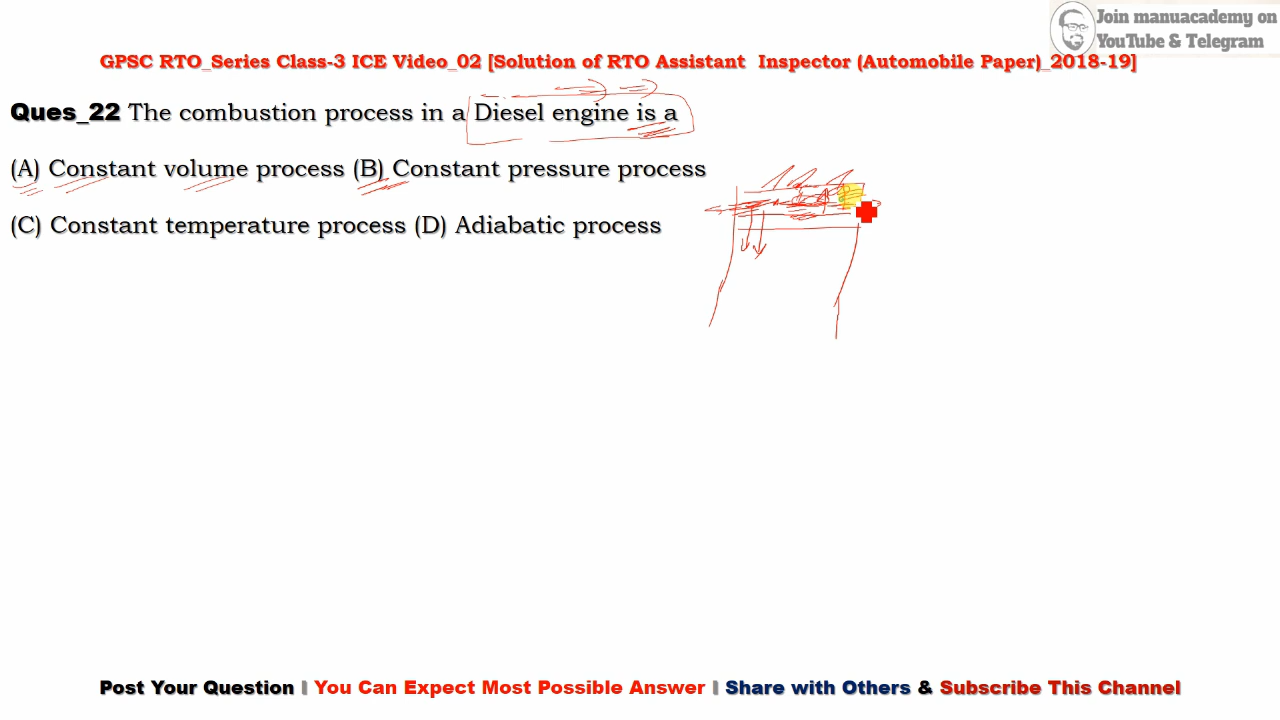 Join manuacademy on
YouTube & Telegram
GPSC RTO_Series Class-3 ICE Video_02 [Solution of RTO Assistant Inspector (Automobile Paper)_2018-19]
Ques_22 The combustion process in a Diesel engine is a
(A) Constant volume process (B) Constant pressure process
(C) Constant temperature process (D) Adiabatic process
Post Your Question | You Can Expect Most Possible Answer | Share with Others & Subscribe This Channel